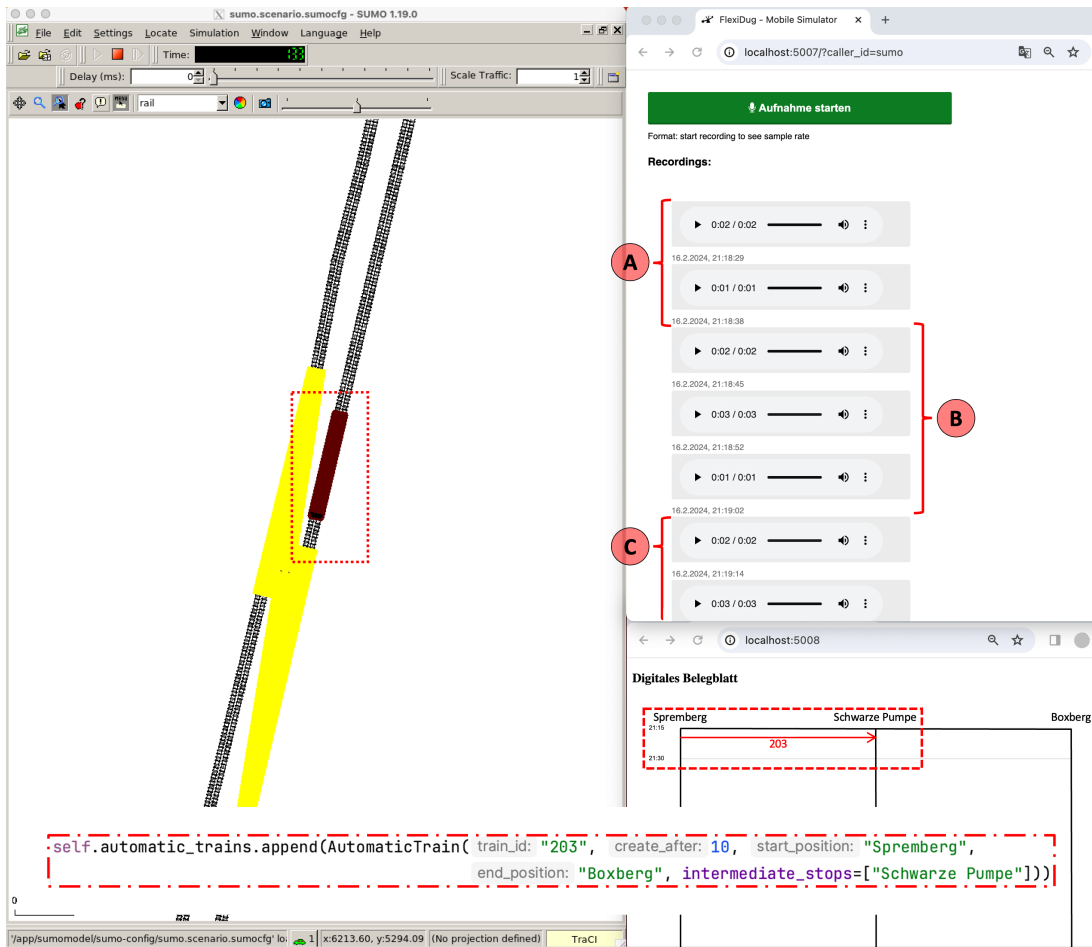 sumo.scenario.sumocfg - SUMO 1.19.0
File Edit Settings Locate Simulation Window Language Help
Time: 133
Delay (ms): 0
Scale Traffic: 1
rail
FlexiDug - Mobile Simulator
localhost:5007/?caller_id=sumo
Aufnahme starten
Format: start recording to see sample rate
Recordings:
0:02 / 0:02
16.2.2024, 21:18:29
A
0:01 / 0:01
16.2.2024, 21:18:38
0:02 / 0:02
16.2.2024, 21:18:45
0:03 / 0:03
B
16.2.2024, 21:18:52
0:01 / 0:01
16.2.2024, 21:19:02
0:02 / 0:02
C
16.2.2024, 21:19:14
0:03 / 0:03
localhost:5008
Digitales Belegblatt
Spremberg Schwarze Pumpe Boxberg
21:15
203
21:30
self.automatic_trains.append(AutomaticTrain( train_id: "203", create_after: 10, start_position: "Spremberg",
end_position: "Boxberg", intermediate_stops=["Schwarze Pumpe"]))
0
'/app/sumomodel/sumo-config/sumo.scenario.sumocfg' lo 1 x:6213.60, y:5294.09 (No projection defined) TraCI